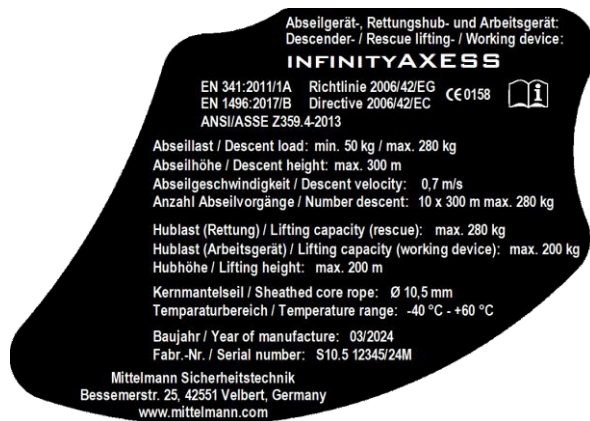 Abseilgerät-, Rettungshub- und Arbeitsgerät:
Descender- / Rescue lifting- / Working device:
INFINITYAXESS
EN 341:2011/1A Richtlinie 2006/42/EG
EN 1496:2017/B Directive 2006/42/EC CE 0158 i
ANSI/ASSE Z359.4-2013
Abseillast / Descent load: min. 50 kg / max. 280 kg
Abseilhöhe / Descent height: max. 300 m
Abseilgeschwindigkeit / Descent velocity: 0,7 m/s
Anzahl Abseilvorgänge / Number descent: 10 x 300 m max. 280 kg
Hublast (Rettung) / Lifting capacity (rescue): max. 280 kg
Hublast (Arbeitsgerät) / Lifting capacity (working device): max. 200 kg
Hubhöhe / Lifting height: max. 200 m
Kernmantelseil / Sheathed core rope: Ø 10,5 mm
Temparaturbereich / Temperature range: -40 °C - +60 °C
Baujahr / Year of manufacture: 03/2024
Fabr.-Nr. / Serial number: S10.5 12345/24M
Mittelmann Sicherheitstechnik
Bessemerstr. 25, 42551 Velbert, Germany
www.mittelmann.com